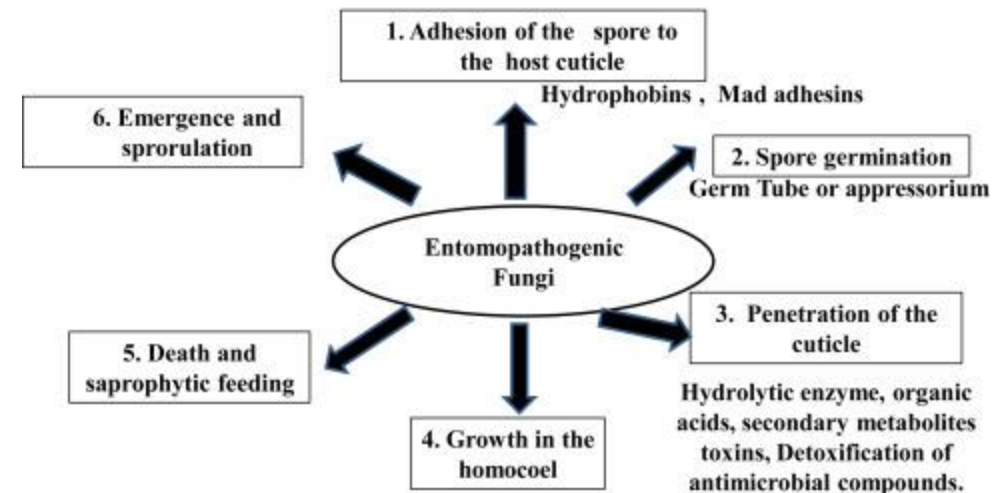 1. Adhesion of the spore to
the host cuticle
Hydrophobins , Mad adhesins
2. Spore germination
Germ Tube or appressorium
3. Penetration of the
cuticle
Hydrolytic enzyme, organic
acids, secondary metabolites
toxins, Detoxification of
antimicrobial compounds.
4. Growth in the
homocoel
5. Death and
saprophytic feeding
6. Emergence and
sprorulation
Entomopathogenic
Fungi